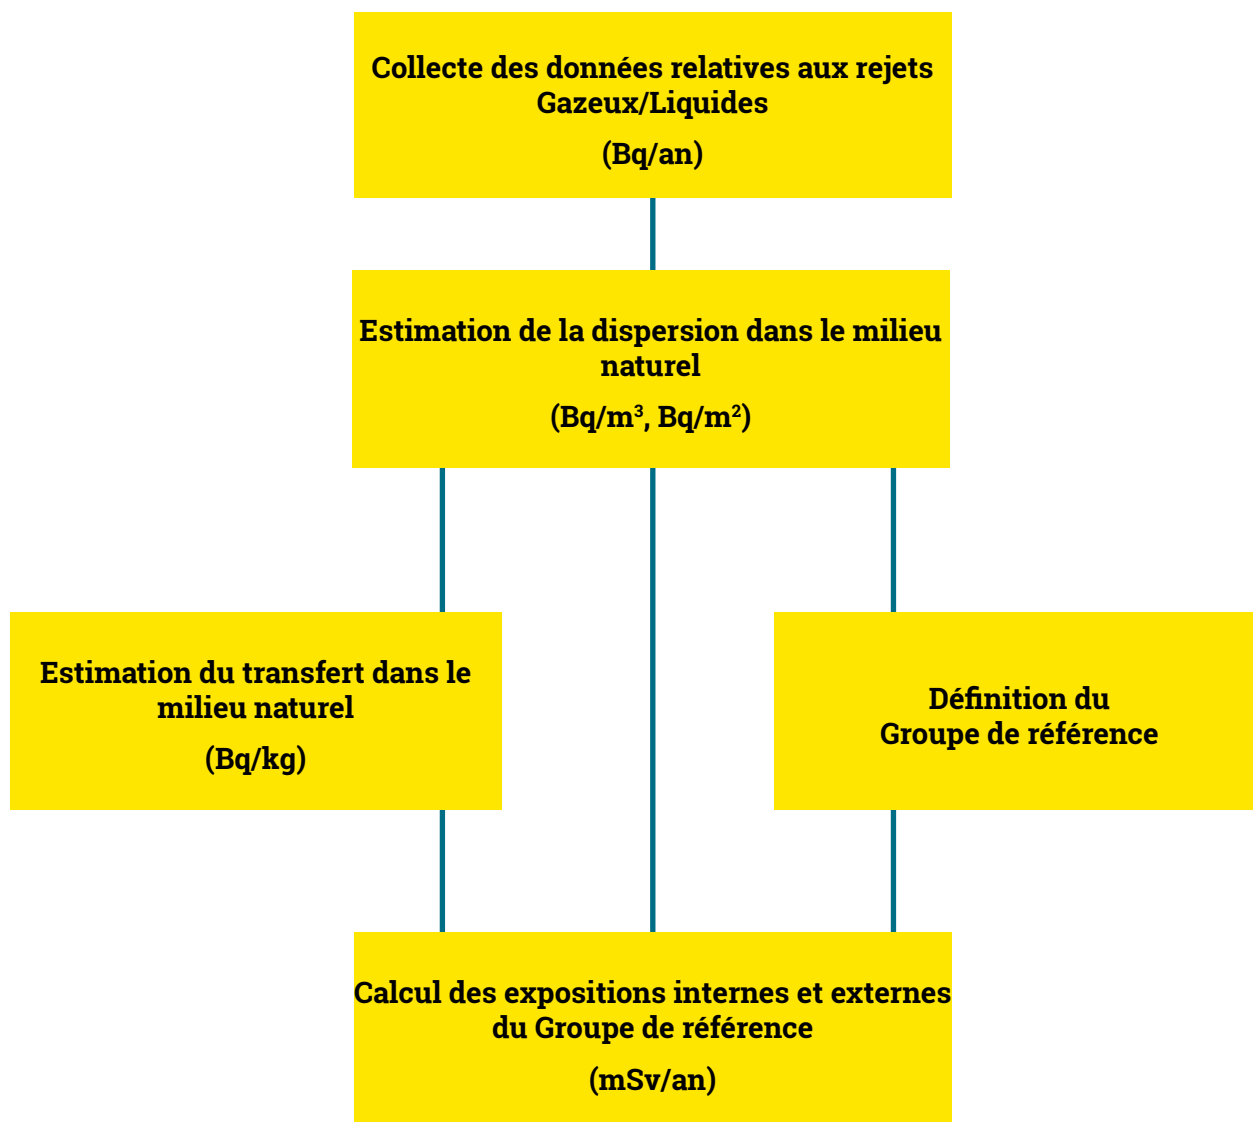 Collecte des données relatives aux rejets
Gazeux/Liquides
(Bq/an)
Estimation de la dispersion dans le milieu
naturel
(Bq/m³, Bq/m²)
Estimation du transfert dans le
milieu naturel
(Bq/kg)
Définition du
Groupe de référence
Calcul des expositions internes et externes
du Groupe de référence
(mSv/an)